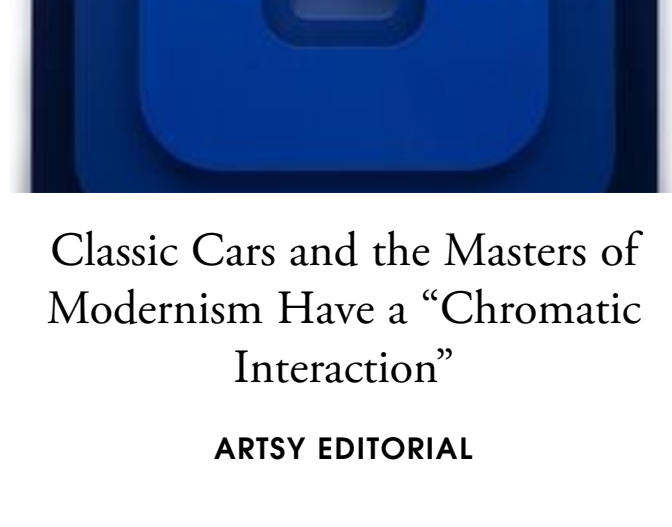 Classic Cars and the Masters of
Modernism Have a “Chromatic
Interaction”
ARTSY EDITORIAL